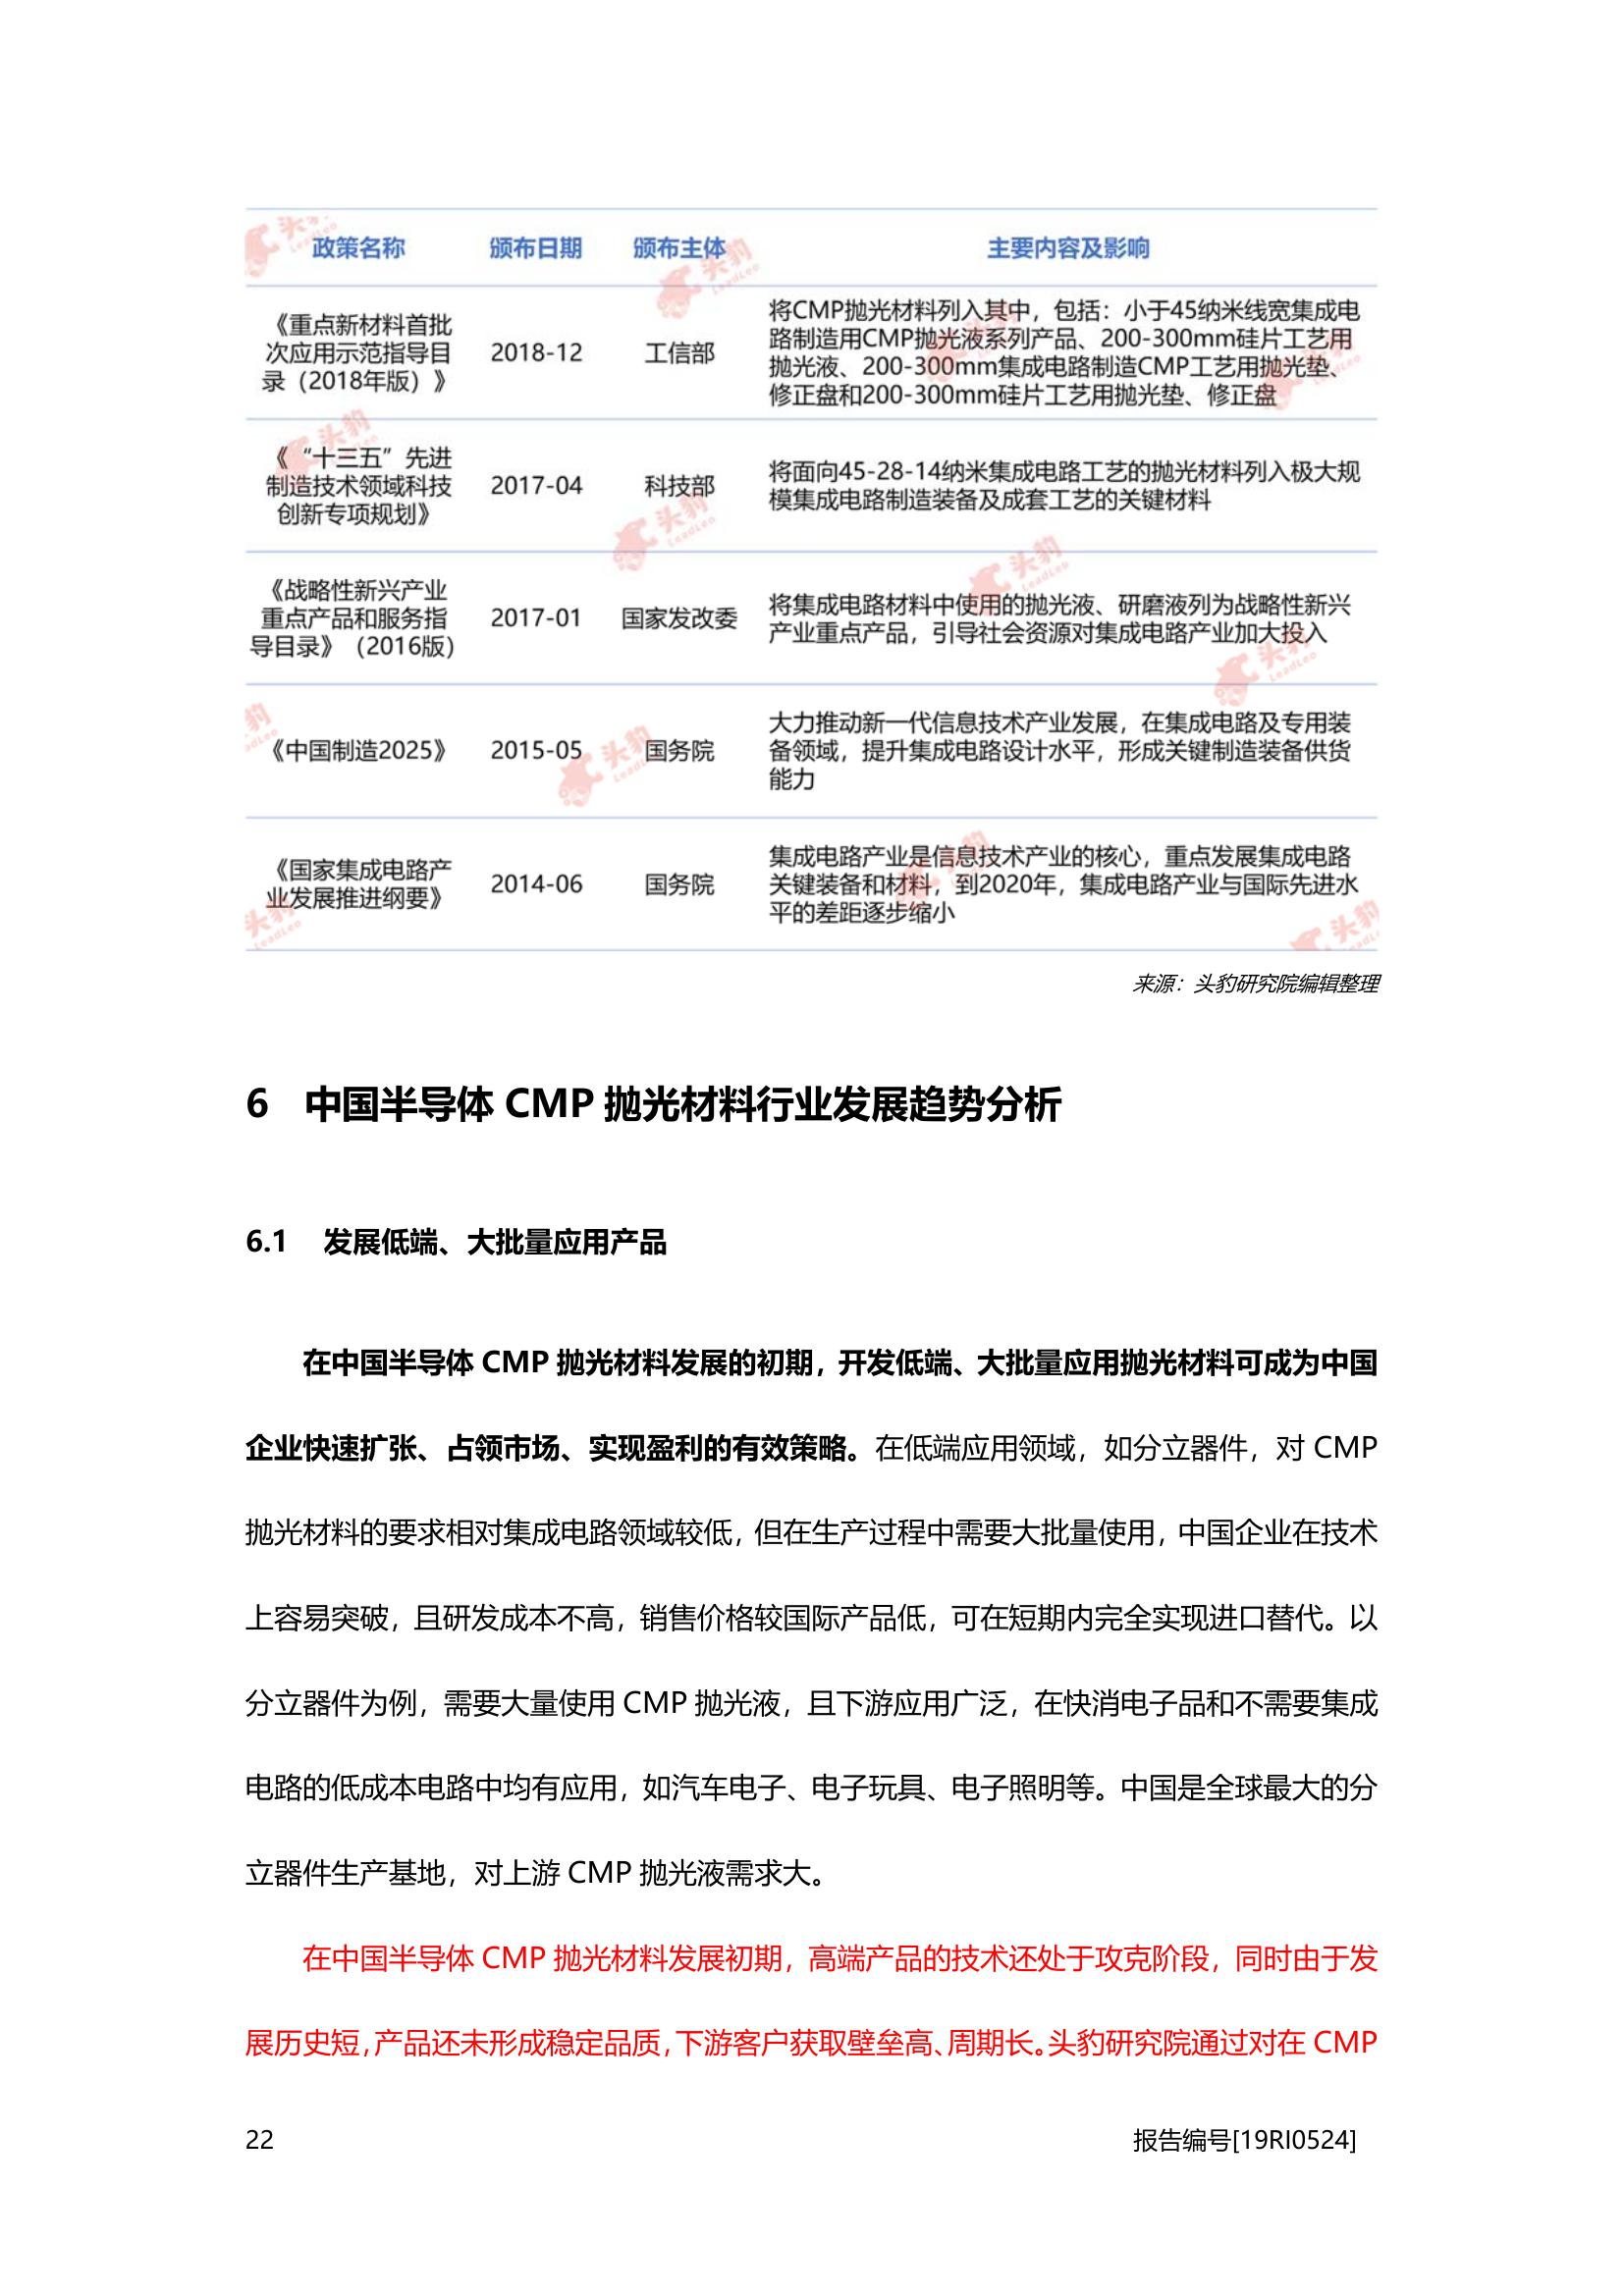 政策名称 颁布日期 颁布主体 主要内容及影响
《重点新材料首批
次应用示范指导目
录（2018年版）》
2018-12
工信部
将CMP抛光材料列入其中，包括：小于45纳米线宽集成电
路制造用CMP抛光液系列产品、200-300mm硅片工艺用
抛光液、200-300mm集成电路制造CMP工艺用抛光垫、
修正盘和200-300mm硅片工艺用抛光垫、修正盘
《“十三五”先进
制造技术领域科技
创新专项规划》
2017-04
科技部
将面向45-28-14纳米集成电路工艺的抛光材料列入极大规
模集成电路制造装备及成套工艺的关键材料
《战略性新兴产业
重点产品和服务指
导目录》（2016版）
2017-01
国家发改委
将集成电路材料中使用的抛光液、研磨液列为战略性新兴
产业重点产品，引导社会资源对集成电路产业加大投入
《中国制造2025》
2015-05
国务院
大力推动新一代信息技术产业发展，在集成电路及专用装
备领域，提升集成电路设计水平，形成关键制造装备供货
能力
《国家集成电路产
业发展推进纲要》
2014-06
国务院
集成电路产业是信息技术产业的核心，重点发展集成电路
关键装备和材料，到2020年，集成电路产业与国际先进水
平的差距逐步缩小
头豹 LeadLeo
来源：头豹研究院编辑整理
6 中国半导体 CMP 抛光材料行业发展趋势分析
6.1 发展低端、大批量应用产品
在中国半导体 CMP 抛光材料发展的初期，开发低端、大批量应用抛光材料可成为中国
企业快速扩张、占领市场、实现盈利的有效策略。在低端应用领域，如分立器件，对 CMP
抛光材料的要求相对集成电路领域较低，但在生产过程中需要大批量使用，中国企业在技术
上容易突破，且研发成本不高，销售价格较国际产品低，可在短期内完全实现进口替代。以
分立器件为例，需要大量使用 CMP 抛光液，且下游应用广泛，在快消电子品和不需要集成
电路的低成本电路中均有应用，如汽车电子、电子玩具、电子照明等。中国是全球最大的分
立器件生产基地，对上游 CMP 抛光液需求大。
在中国半导体 CMP 抛光材料发展初期，高端产品的技术还处于攻克阶段，同时由于发
展历史短，产品还未形成稳定品质，下游客户获取壁垒高、周期长。头豹研究院通过对在 CMP
22 报告编号[19RI0524]